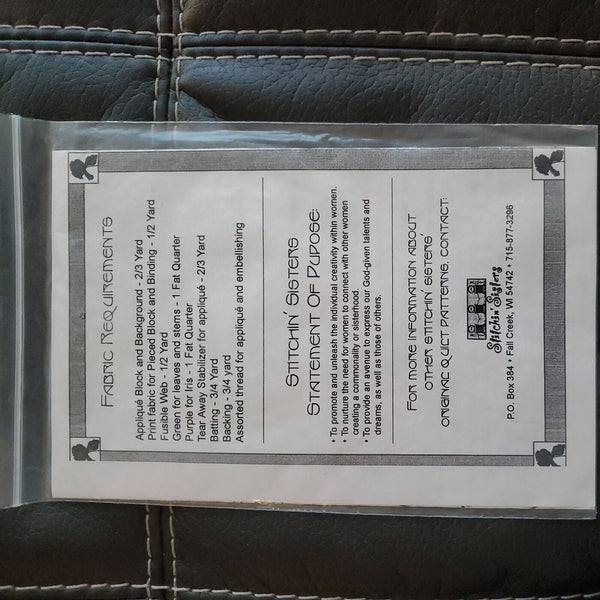 FABRIC REQUIREMENTS
Appliqué Block and Background - 2/3 Yard
Print fabric for Pieced Block and Binding - 1/2 Yard
Fusible Web - 1/2 Yard
Green for leaves and stems - 1 Fat Quarter
Purple for Iris - 1 Fat Quarter
Tear Away Stabilizer for appliqué - 2/3 Yard
Batting - 3/4 Yard
Backing - 3/4 yard
Assorted thread for appliqué and embellishing
STITCHIN' SISTERS
STATEMENT OF PUPOSE:
• To promote and unleash the individual creativity within women.
• To nurture the need for women to connect with other women
creating a commonality or sisterhood.
• To provide an avenue to express our God-given talents and
dreams, as well as those of others.
FOR MORE INFORMATION ABOUT
OTHER STITCHIN' SISTERS'
ORIGINAL QUILT PATTERNS, CONTACT:
Stitchin' Sisters
P.O. Box 384 • Fall Creek, WI 54742 • 715-877-3296